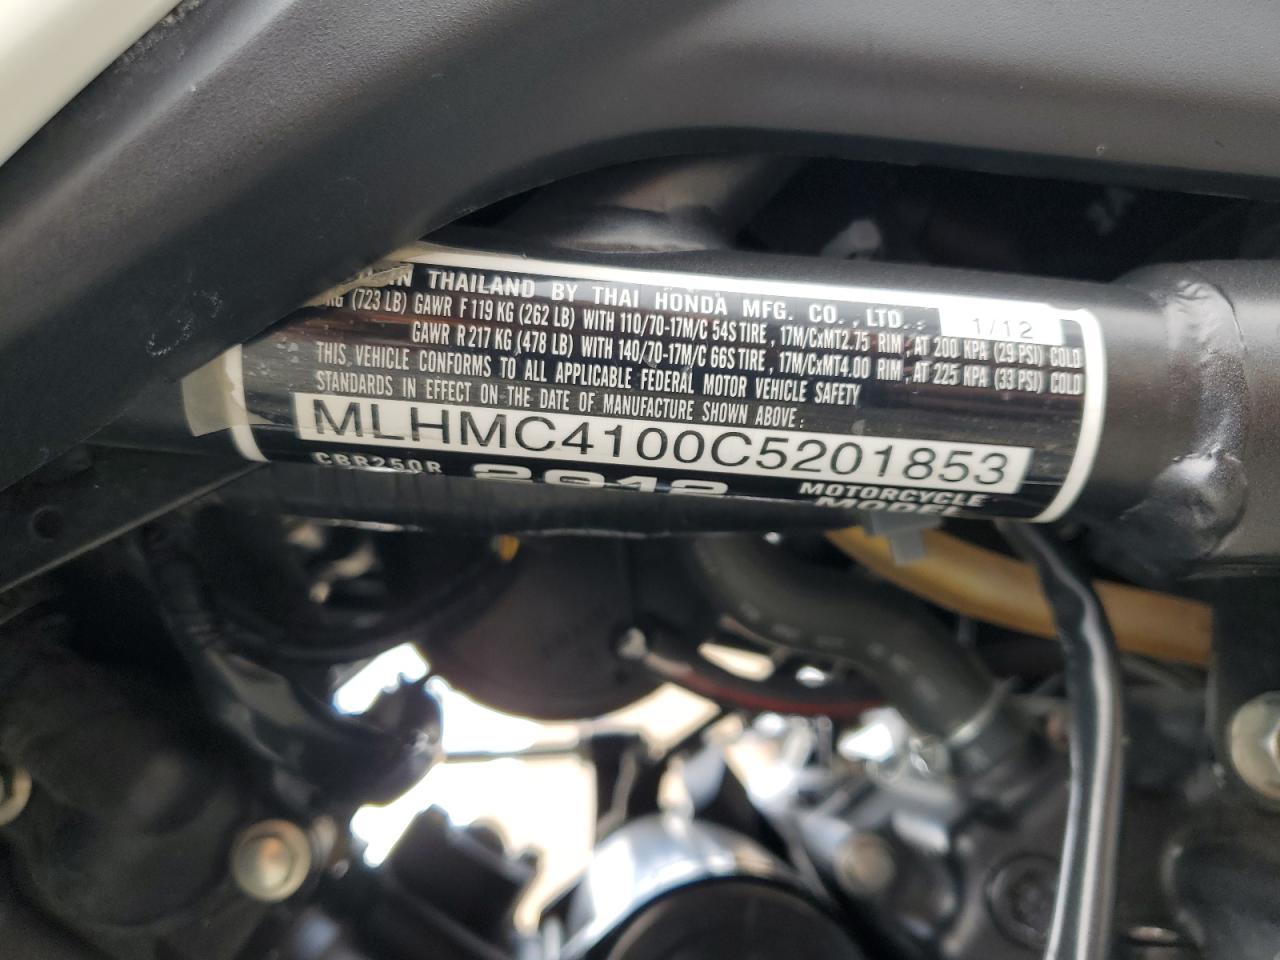 IN THAILAND BY THAI HONDA MFG. CO., LTD.: 1/12
KG (723 LB) GAWR F 119 KG (262 LB) WITH 110/70-17M/C 54S TIRE, 17M/CxMT2.75 RIM, AT 200 KPA (29 PSI) COLD
GAWR R 217 KG (478 LB) WITH 140/70-17M/C 66S TIRE, 17M/CxMT4.00 RIM, AT 225 KPA (33 PSI) COLD
THIS VEHICLE CONFORMS TO ALL APPLICABLE FEDERAL MOTOR VEHICLE SAFETY
STANDARDS IN EFFECT ON THE DATE OF MANUFACTURE SHOWN ABOVE:
MLHMC4100C5201853
CBR250R 2012 MOTORCYCLE
MODEL